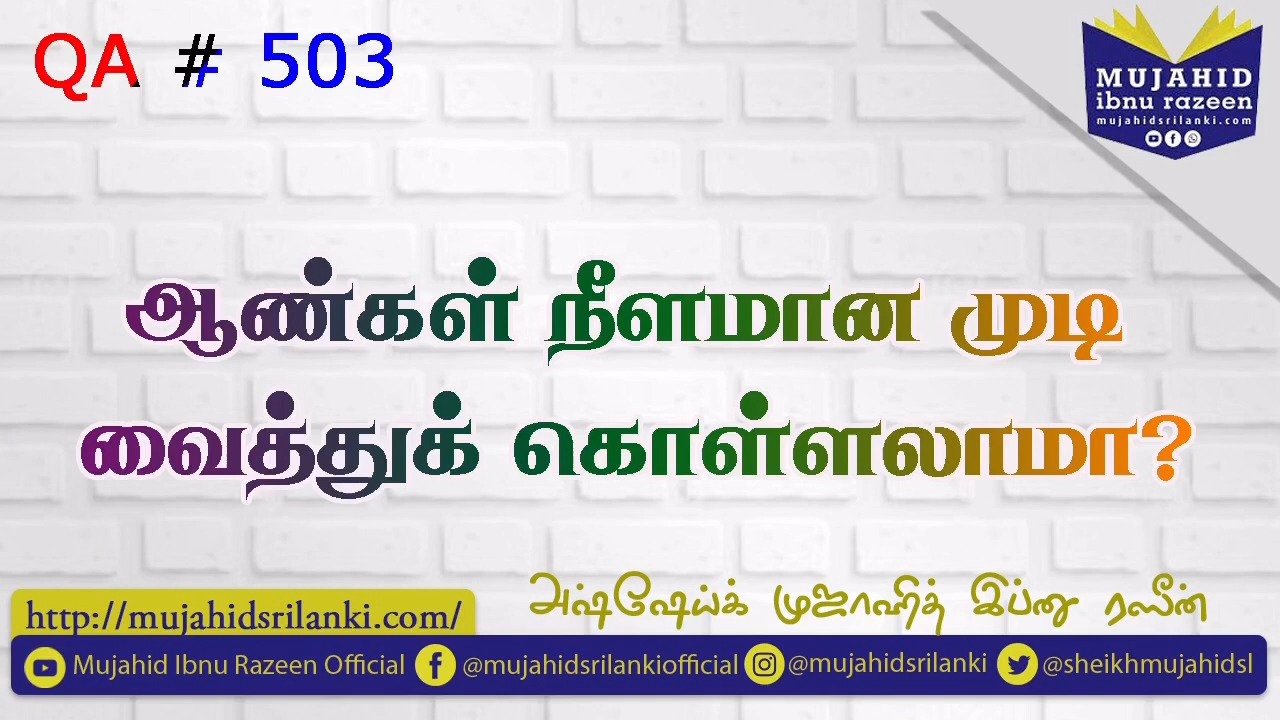 QA # 503
MUJAHID
ibnu razeen
mujahidsrilanki.com
ஆண்கள் நீளமான முடி
வைத்துக் கொள்ளலாமா?
அஷ்ஷேய்க் முஜாஹித் இப்னு ரஸீன்
http://mujahidsrilanki.com/
Mujahid Ibnu Razeen Official @mujahidsrilankiofficial @mujahidsrilanki @sheikhmujahidsl